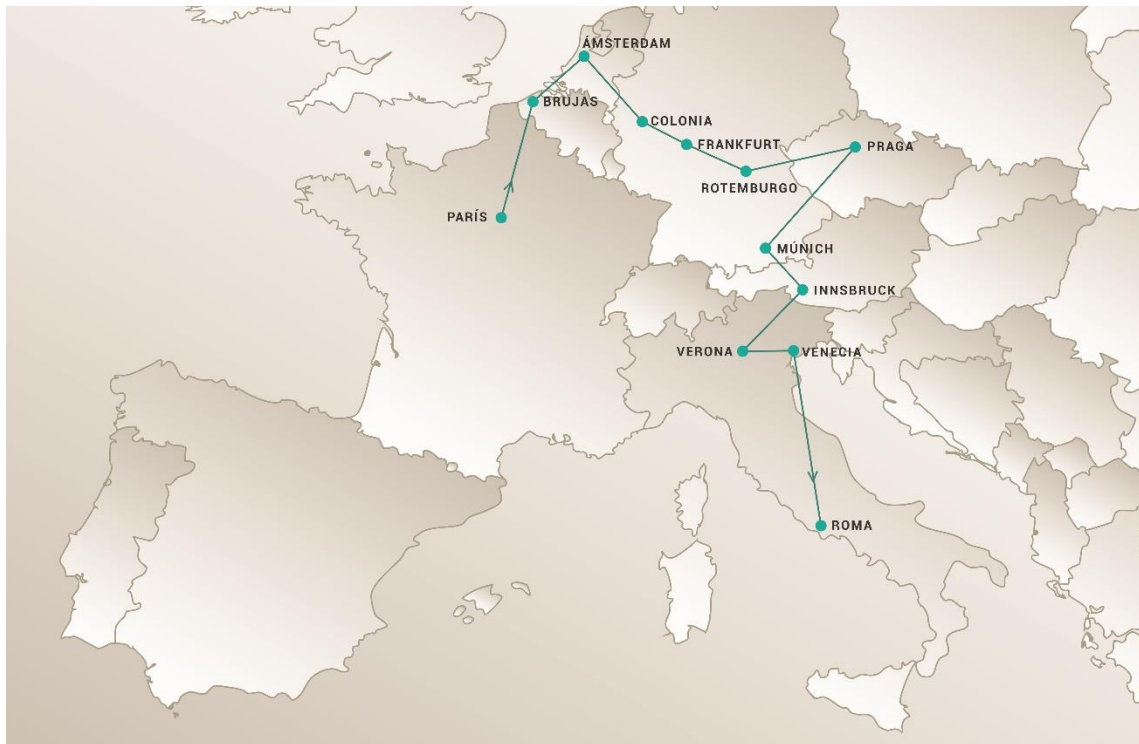 ÁMSTERDAM
BRUJAS
COLONIA
FRANKFURT
PRAGA
ROTEMBURGO
PARÍS
MÚNICH
INNSBRUCK
VERONA
VENECIA
ROMA